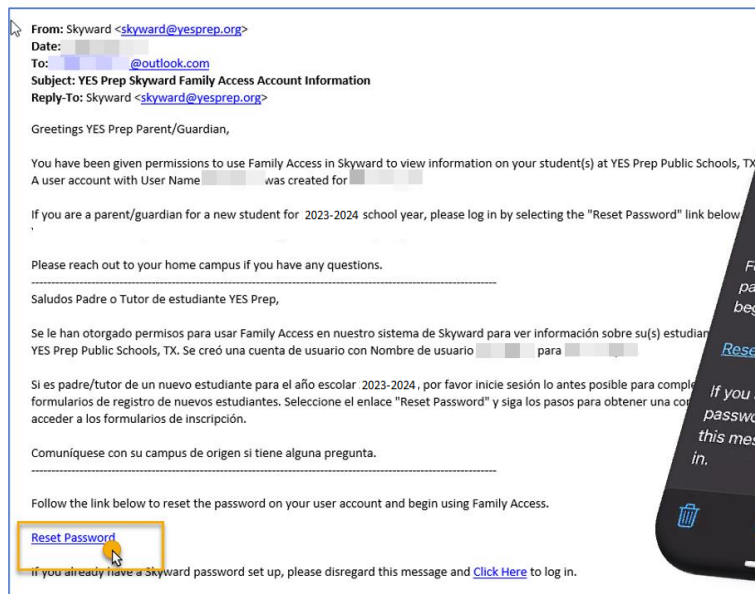 From: Skyward <skyward@yesprep.org>
Date:
To: @outlook.com
Subject: YES Prep Skyward Family Access Account Information
Reply-To: Skyward <skyward@yesprep.org>
Greetings YES Prep Parent/Guardian,
You have been given permissions to use Family Access in Skyward to view information on your student(s) at YES Prep Public Schools, TX
A user account with User Name was created for
If you are a parent/guardian for a new student for 2023-2024 school year, please log in by selecting the "Reset Password" link below
Please reach out to your home campus if you have any questions.
Saludos Padre o Tutor de estudiante YES Prep,
Se le han otorgado permisos para usar Family Access en nuestro sistema de Skyward para ver información sobre su(s) estudian
YES Prep Public Schools, TX. Se creó una cuenta de usuario con Nombre de usuario para
Si es padre/tutor de un nuevo estudiante para el año escolar 2023-2024, por favor inicie sesión lo antes posible para comple
formularios de registro de nuevos estudiantes. Seleccione el enlace "Reset Password" y siga los pasos para obtener una con
acceder a los formularios de inscripción.
Comuníquese con su campus de origen si tiene alguna pregunta.
Follow the link below to reset the password on your user account and begin using Family Access.
Reset Password
If you already have a Skyward password set up, please disregard this message and Click Here to log in.
Fo
pa
beg
Rese
If you
passwo
this mes
in.